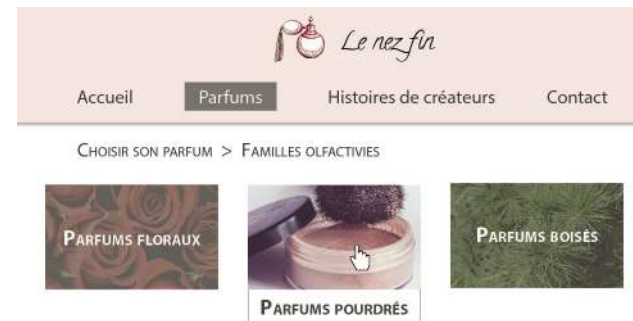 Le nez fin
Accueil Parfums Histoires de créateurs Contact
CHOISIR SON PARFUM > FAMILLES OLFACTIVIES
PARFUMS FLORAUX
PARFUMS BOISÉS
PARFUMS POURDRÉS